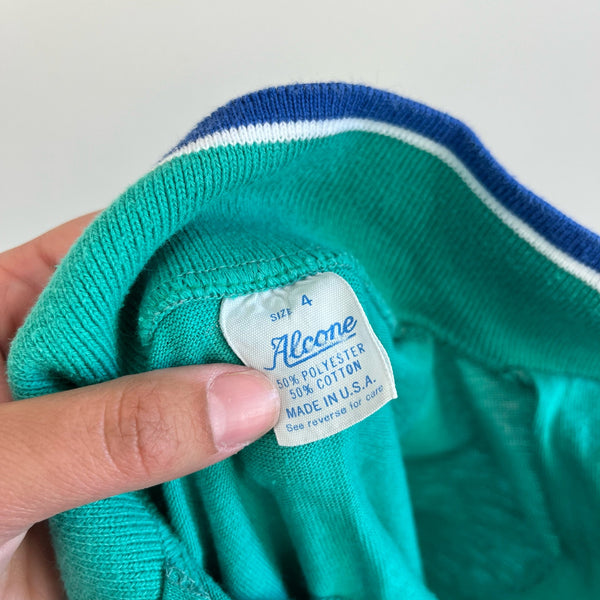 SIZE 4
Alcone
50% POLYESTER
50% COTTON
MADE IN U.S.A.
See reverse for care